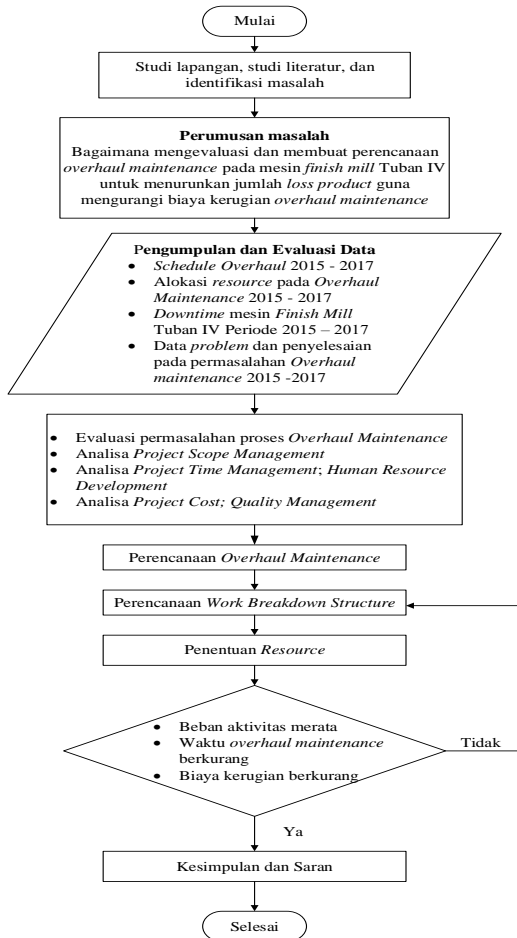 Mulai
Studi lapangan, studi literatur, dan
identifikasi masalah
Perumusan masalah
Bagaimana mengevaluasi dan membuat perencanaan
overhaul maintenance pada mesin finish mill Tuban IV
untuk menurunkan jumlah loss product guna
mengurangi biaya kerugian overhaul maintenance
Pengumpulan dan Evaluasi Data
• Schedule Overhaul 2015 - 2017
• Alokasi resource pada Overhaul
Maintenance 2015 - 2017
• Downtime mesin Finish Mill
Tuban IV Periode 2015 – 2017
• Data problem dan penyelesaian
pada permasalahan Overhaul
maintenance 2015 -2017
• Evaluasi permasalahan proses Overhaul Maintenance
• Analisa Project Scope Management
• Analisa Project Time Management; Human Resource
Development
• Analisa Project Cost; Quality Management
Perencanaan Overhaul Maintenance
Perencanaan Work Breakdown Structure
Penentuan Resource
• Beban aktivitas merata
• Waktu overhaul maintenance
berkurang
• Biaya kerugian berkurang
Tidak
Ya
Kesimpulan dan Saran
Selesai